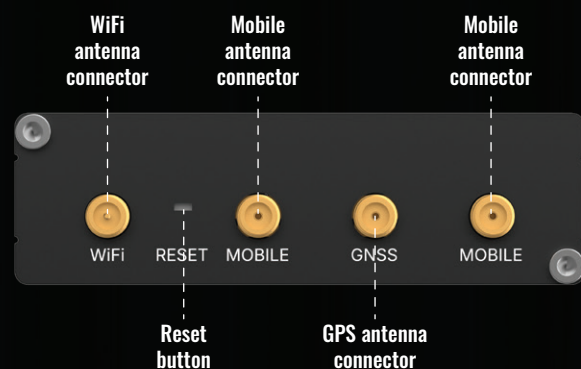 WiFi
antenna
connector
Mobile
antenna
connector
Mobile
antenna
connector
WiFi
RESET
MOBILE
GNSS
MOBILE
Reset
button
GPS antenna
connector